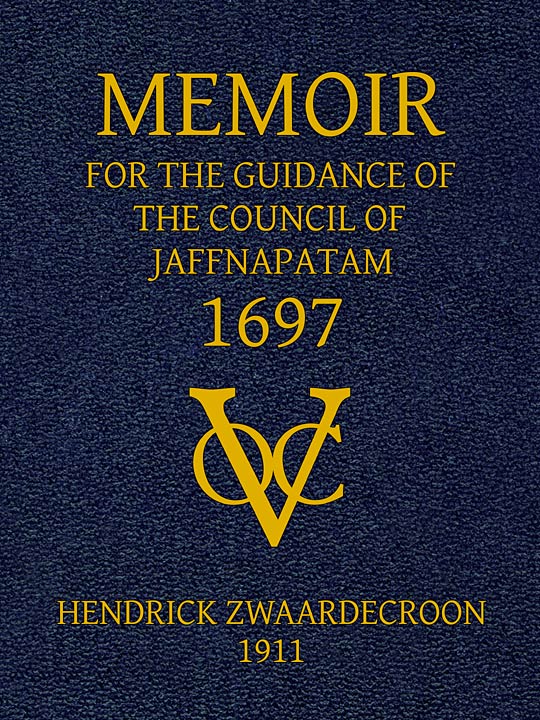 MEMOIR
FOR THE GUIDANCE OF
THE COUNCIL OF
JAFFNAPATAM
1697
VOC
HENDRICK ZWAARDECROON
1911